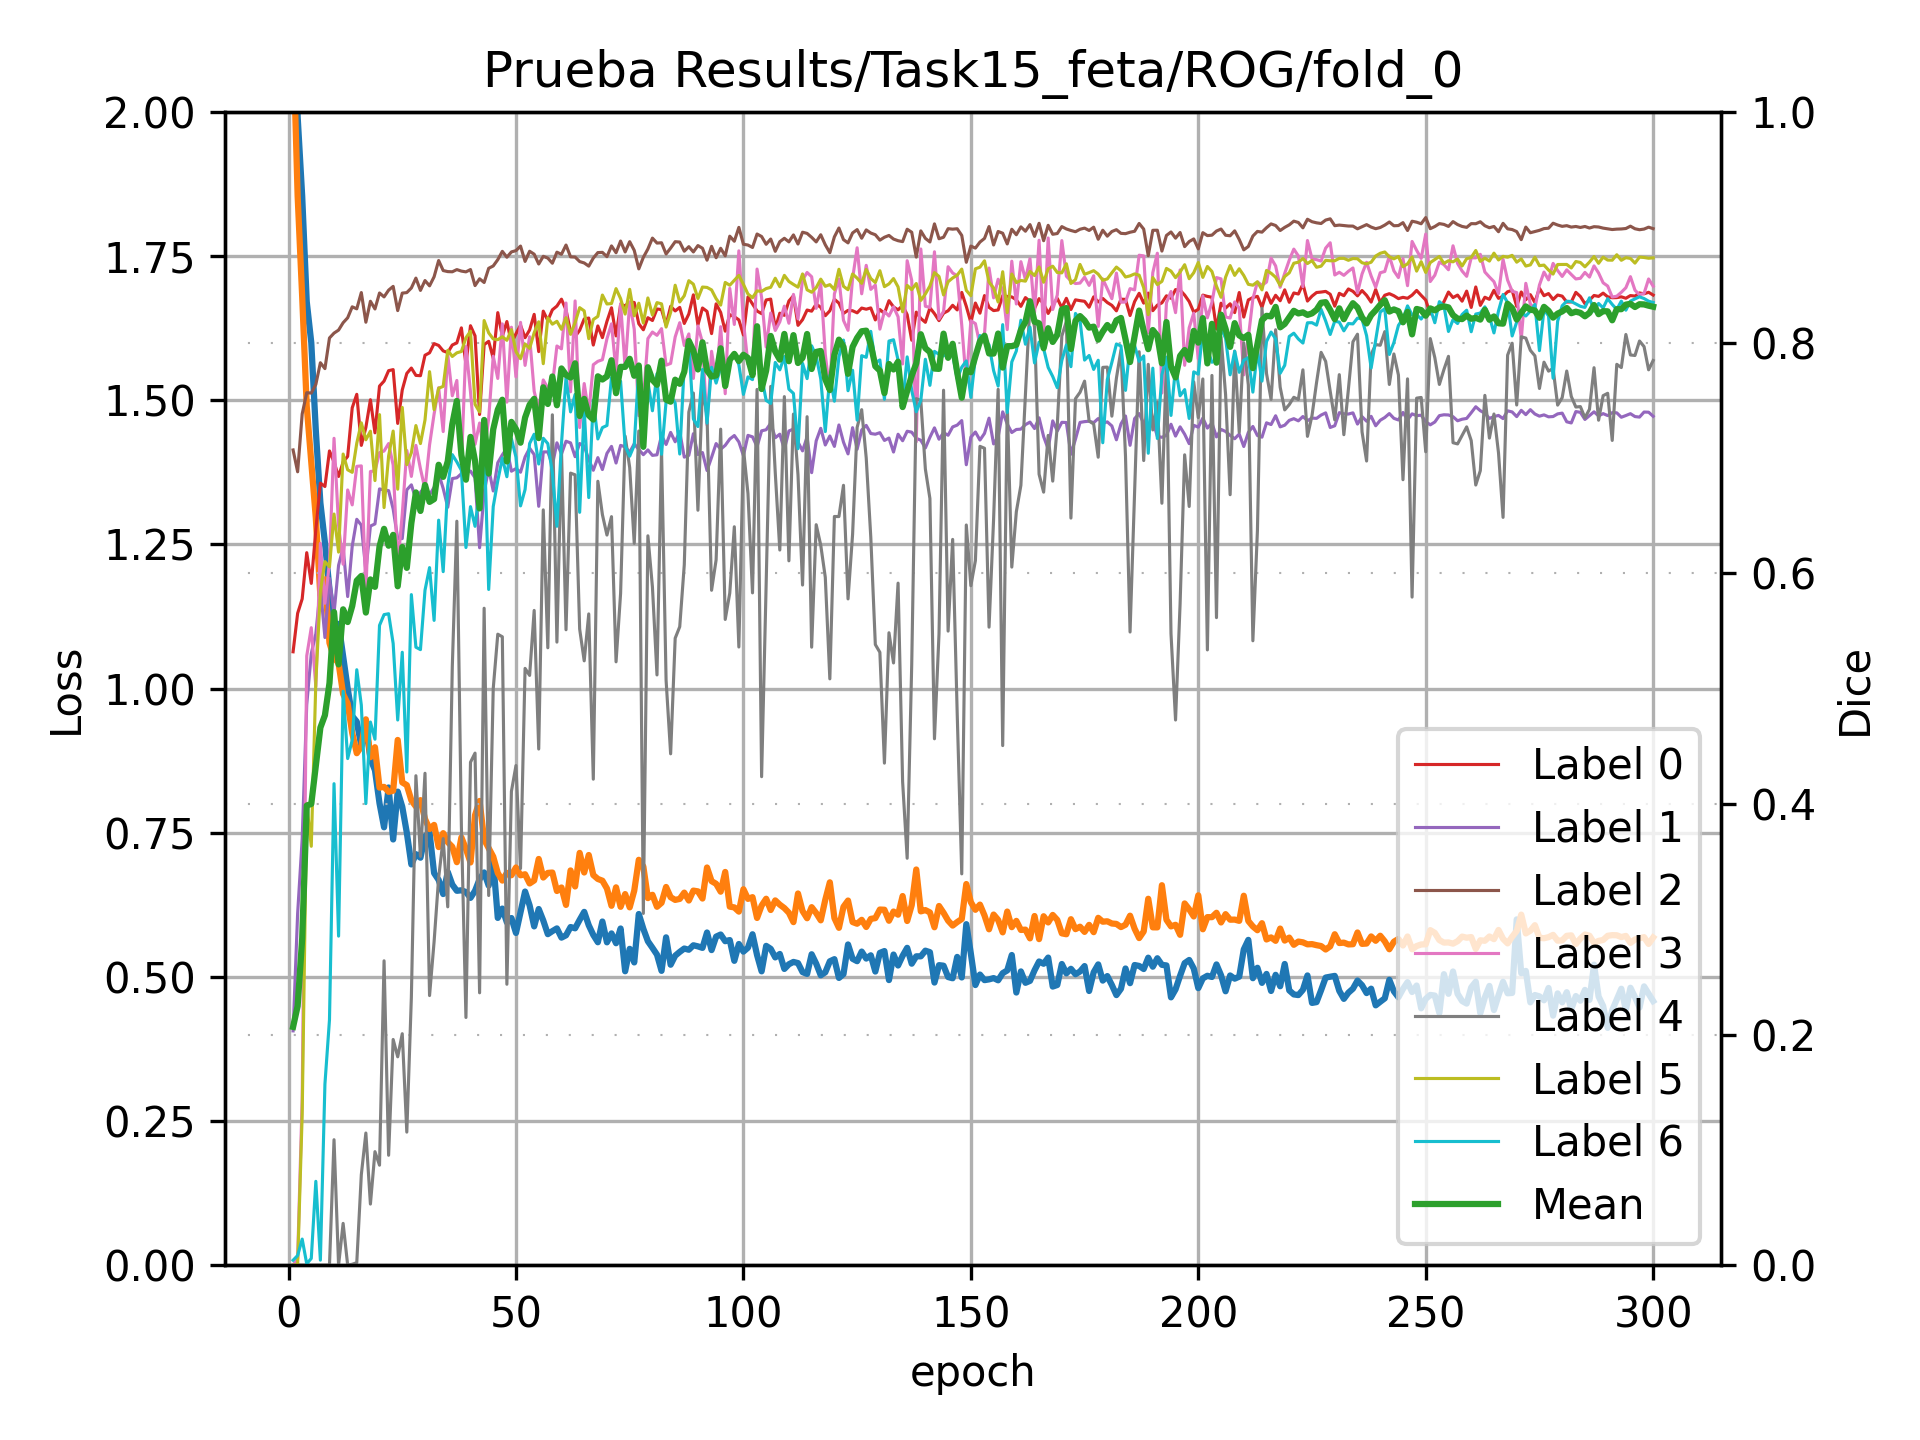 Prueba Results/Task15_feta/ROG/fold_0
2.00
1.75
1.50
1.25
1.00
0.75
0.50
0.25
0.00
Loss
1.0
0.8
0.6
0.4
0.2
0.0
Dice
Label 0
Label 1
Label 2
Label 3
Label 4
Label 5
Label 6
Mean
0 50 100 150 200 250 300
epoch